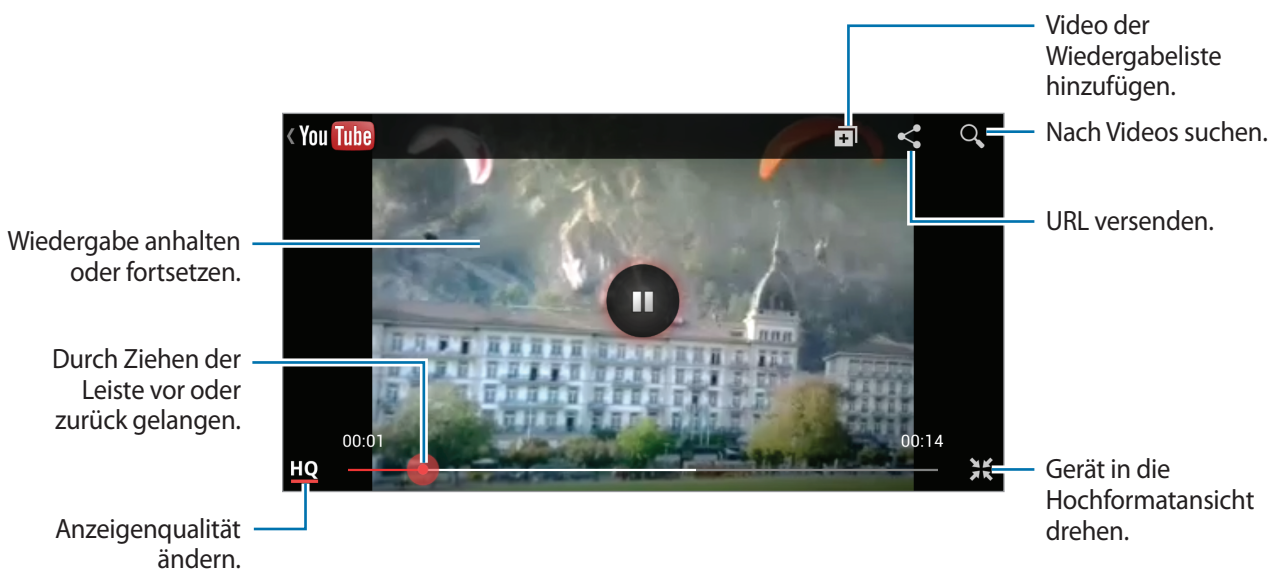 Video der
Wiedergabeliste
hinzufügen.
You Tube
Nach Videos suchen.
URL versenden.
Wiedergabe anhalten
oder fortsetzen.
Durch Ziehen der
Leiste vor oder
zurück gelangen.
00:01
00:14
HQ
Gerät in die
Hochformatansicht
drehen.
Anzeigenqualität
ändern.